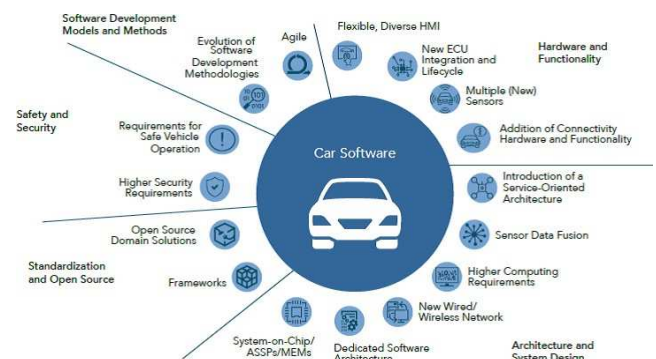 Software Development
Models and Methods
Evolution of
Software
Development
Methodologies
Agile
Flexible, Diverse HMI
New ECU
Integration and
Lifecycle
Hardware and
Functionality
Multiple (New)
Sensors
Addition of Connectivity
Hardware and Functionality
Safety and
Security
Requirements for
Safe Vehicle
Operation
Higher Security
Requirements
Car Software
Introduction of a
Service-Oriented
Architecture
Sensor Data Fusion
Higher Computing
Requirements
New Wired/
Wireless Network
Open Source
Domain Solutions
Standardization
and Open Source
Frameworks
System-on-Chip/
ASSPs/MEMs
Dedicated Software
Architecture
Architecture and
System Design